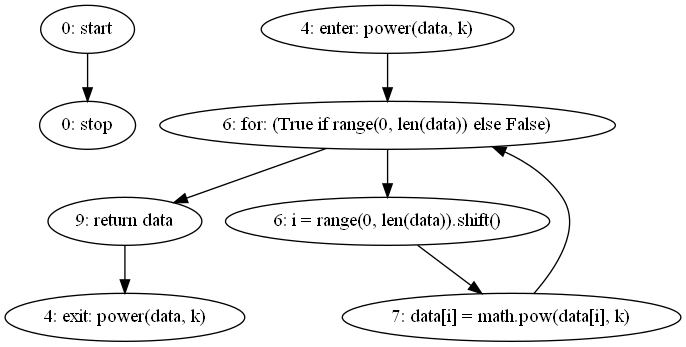 0: start
4: enter: power(data, k)
0: stop
6: for: (True if range(0, len(data)) else False)
9: return data
6: i = range(0, len(data)).shift()
4: exit: power(data, k)
7: data[i] = math.pow(data[i], k)